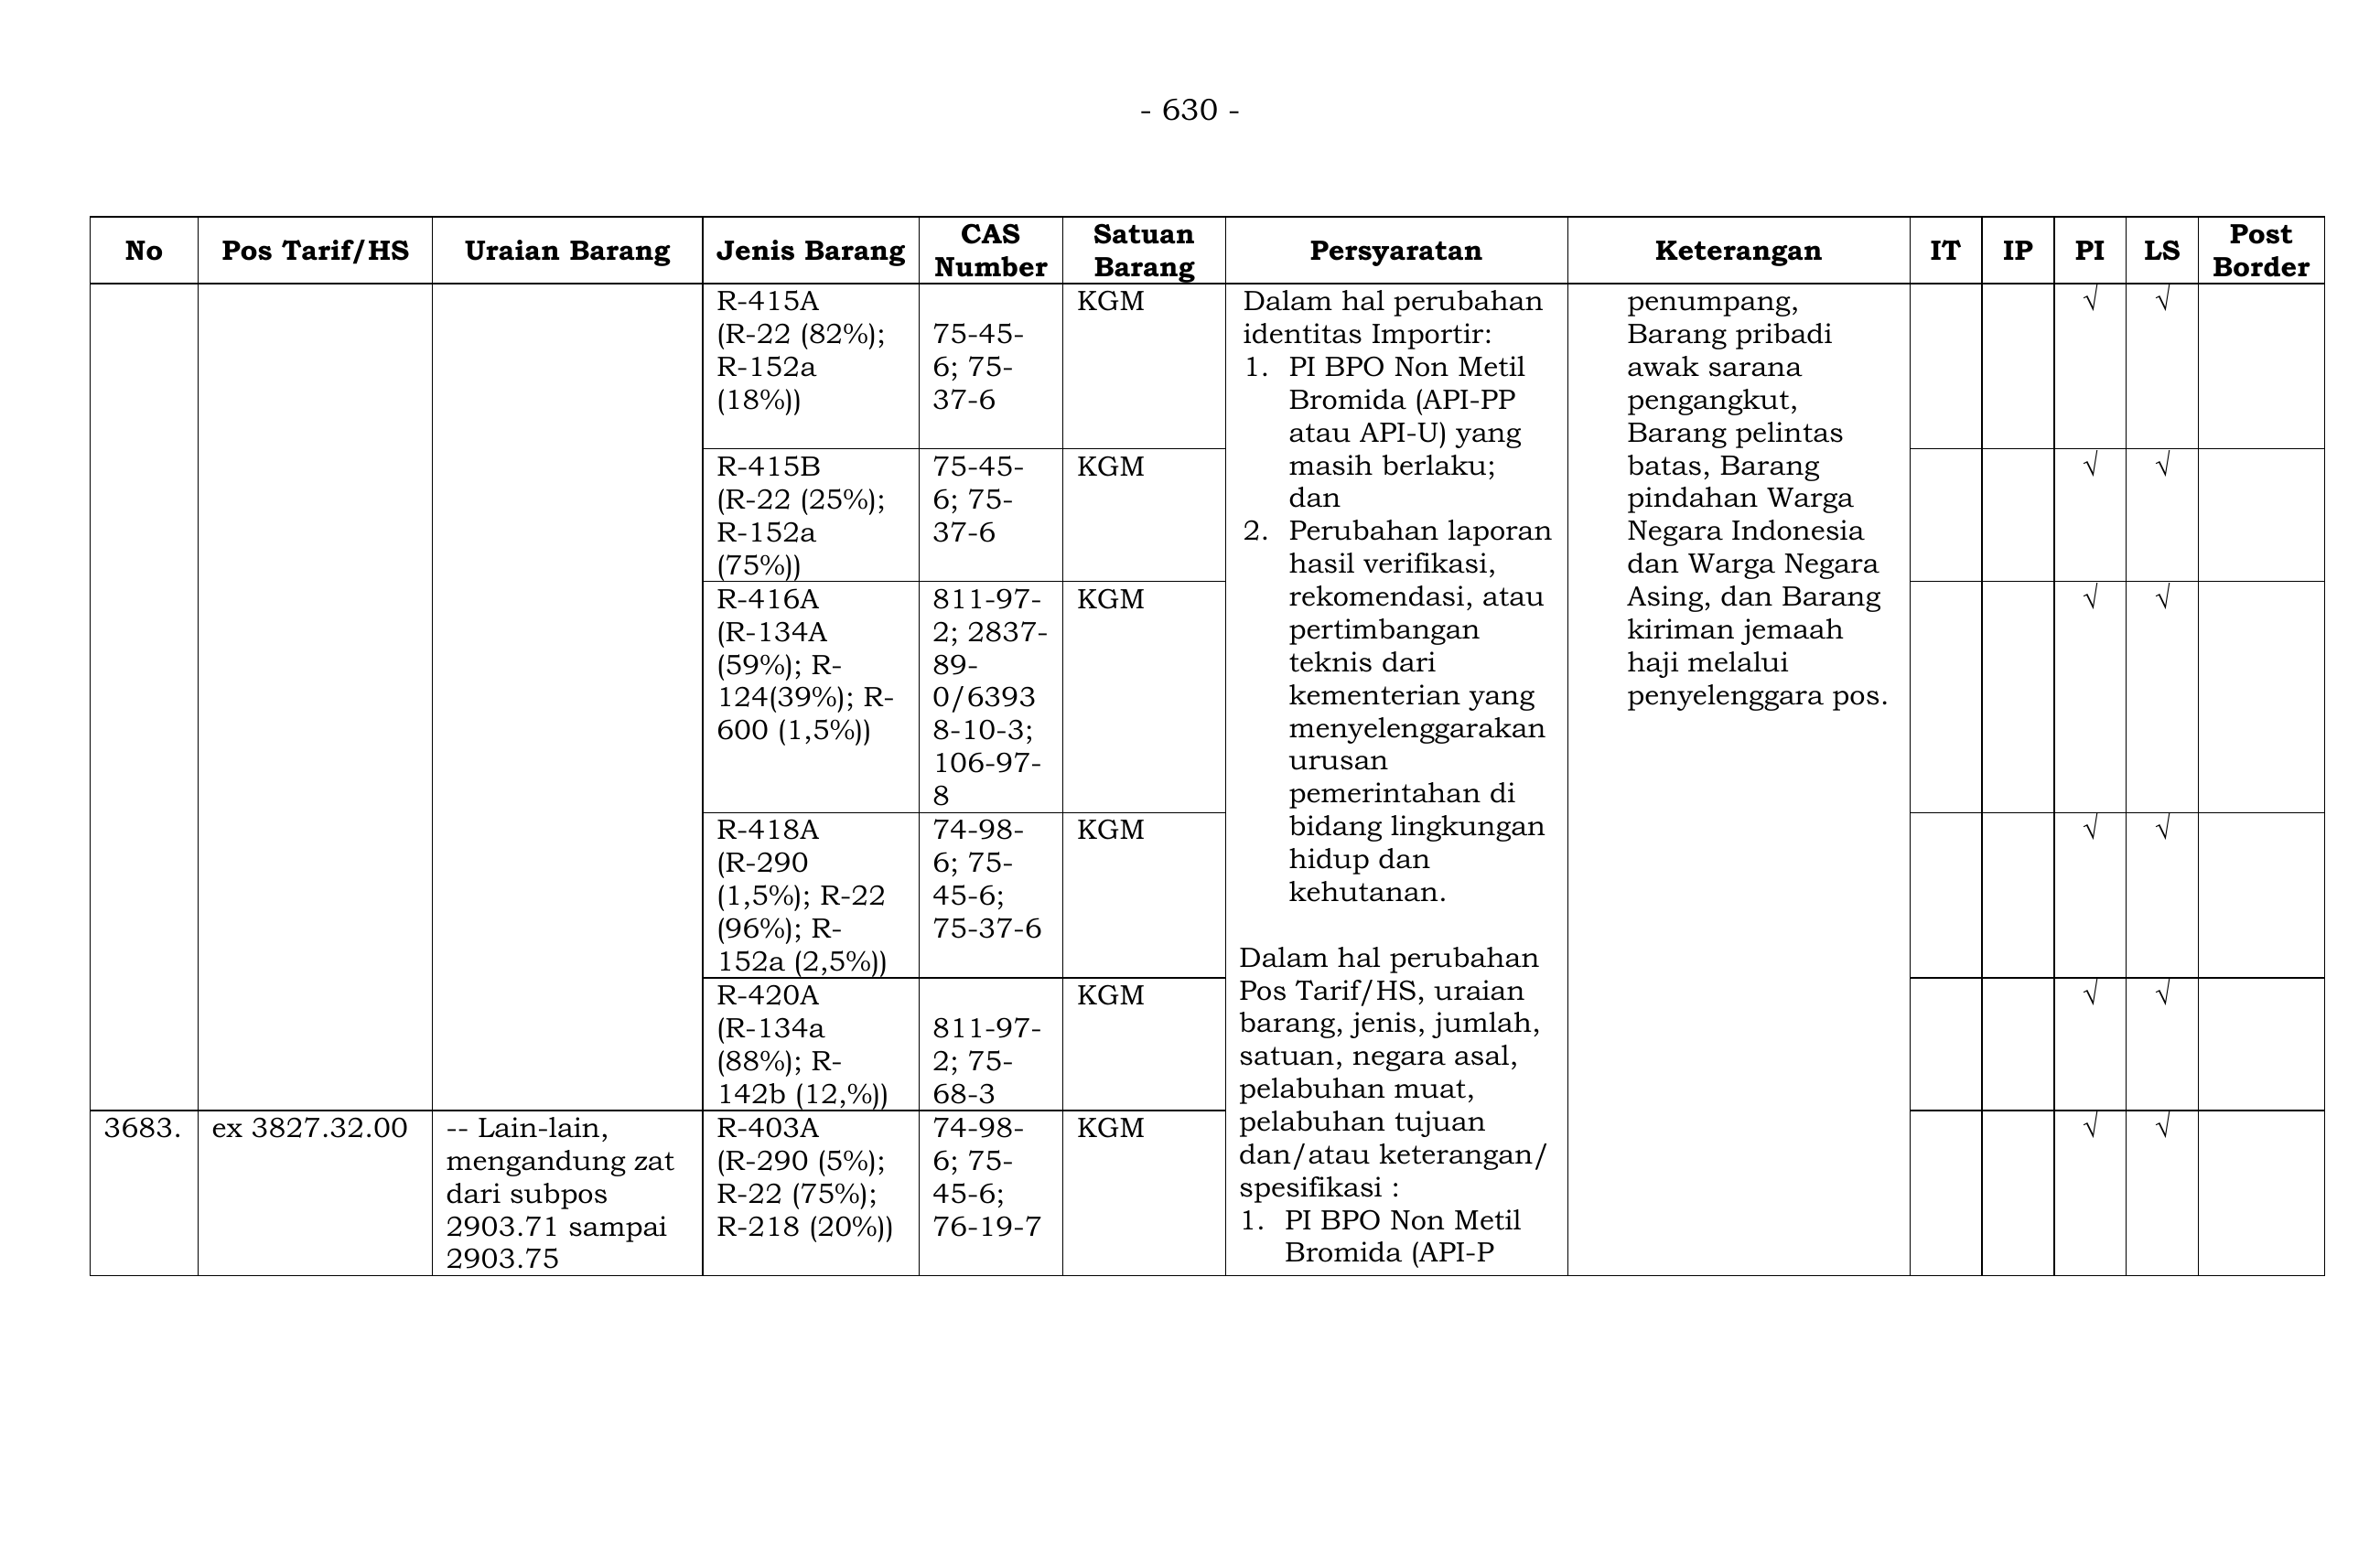 - 630 -
No
Pos Tarif/HS
Uraian Barang
Jenis Barang
CAS
Number
Satuan
Barang
Persyaratan
Keterangan
IT
IP
PI
LS
Post
Border
R-415A
(R-22 (82%);
R-152a
(18%))
75-45-
6; 75-
37-6
KGM
√
√
R-415B
(R-22 (25%);
R-152a
(75%))
75-45-
6; 75-
37-6
KGM
√
√
R-416A
(R-134A
(59%); R-
124(39%); R-
600 (1,5%))
811-97-
2; 2837-
89-
0/6393
8-10-3;
106-97-
8
KGM
√
√
R-418A
(R-290
(1,5%); R-22
(96%); R-
152a (2,5%))
74-98-
6; 75-
45-6;
75-37-6
KGM
√
√
R-420A
(R-134a
(88%); R-
142b (12,%))
811-97-
2; 75-
68-3
KGM
√
√
3683.
ex 3827.32.00
-- Lain-lain,
mengandung zat
dari subpos
2903.71 sampai
2903.75
R-403A
(R-290 (5%);
R-22 (75%);
R-218 (20%))
74-98-
6; 75-
45-6;
76-19-7
KGM
√
√
Dalam hal perubahan
identitas Importir:
1. PI BPO Non Metil
Bromida (API-PP
atau API-U) yang
masih berlaku;
dan
2. Perubahan laporan
hasil verifikasi,
rekomendasi, atau
pertimbangan
teknis dari
kementerian yang
menyelenggarakan
urusan
pemerintahan di
bidang lingkungan
hidup dan
kehutanan.
Dalam hal perubahan
Pos Tarif/HS, uraian
barang, jenis, jumlah,
satuan, negara asal,
pelabuhan muat,
pelabuhan tujuan
dan/atau keterangan/
spesifikasi :
1. PI BPO Non Metil
Bromida (API-P
penumpang,
Barang pribadi
awak sarana
pengangkut,
Barang pelintas
batas, Barang
pindahan Warga
Negara Indonesia
dan Warga Negara
Asing, dan Barang
kiriman jemaah
haji melalui
penyelenggara pos.